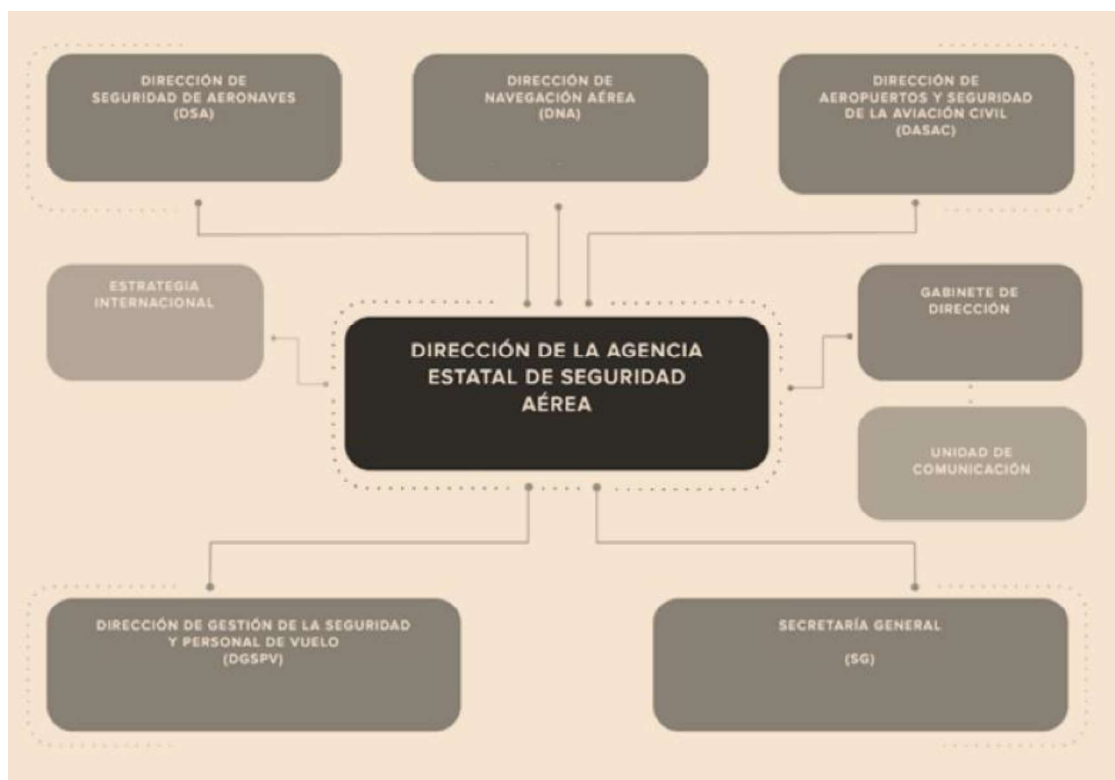 DIRECCIÓN DE
SEGURIDAD DE AERONAVES
(DSA)
DIRECCIÓN DE
NAVEGACIÓN AÉREA
(DNA)
DIRECCIÓN DE
AEROPUERTOS Y SEGURIDAD
DE LA AVIACIÓN CIVIL
(DASAC)
ESTRATEGIA
INTERNACIONAL
DIRECCIÓN DE LA AGENCIA
ESTATAL DE SEGURIDAD
AÉREA
GABINETE DE
DIRECCIÓN
UNIDAD DE
COMUNICACIÓN
DIRECCIÓN DE GESTIÓN DE LA SEGURIDAD
Y PERSONAL DE VUELO
(DGSPV)
SECRETARÍA GENERAL
(SG)